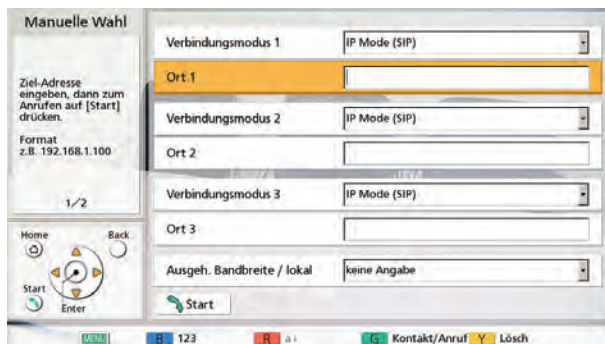 Manuelle Wahl
Ziel-Adresse
eingeben, dann zum
Anrufen auf [Start]
drücken.
Format
z.B. 192.168.1.100
1/2
Home
Back
Start
Enter
Verbindungsmodus 1
IP Mode (SIP)
Ort 1
Verbindungsmodus 2
IP Mode (SIP)
Ort 2
Verbindungsmodus 3
IP Mode (SIP)
Ort 3
Ausgeh. Bandbreite / lokal
keine Angabe
Start
MENU
B 123
R
G Kontakt/Anruf
Y Lösch